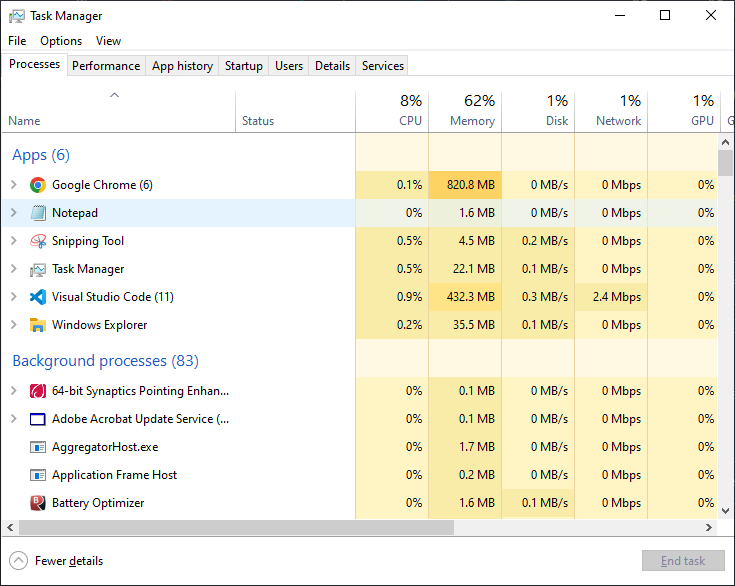 Task Manager
File Options View
Processes Performance App history Startup Users Details Services
8% 62% 1% 1% 1%
Name Status CPU Memory Disk Network GPU G
Apps (6)
Google Chrome (6) 0.1% 820.8 MB 0 MB/s 0 Mbps 0%
Notepad 0% 1.6 MB 0 MB/s 0 Mbps 0%
Snipping Tool 0.5% 4.5 MB 0.2 MB/s 0 Mbps 0%
Task Manager 0.5% 22.1 MB 0.1 MB/s 0 Mbps 0%
Visual Studio Code (11) 0.9% 432.3 MB 0.3 MB/s 2.4 Mbps 0%
Windows Explorer 0.2% 35.5 MB 0.1 MB/s 0 Mbps 0%
Background processes (83)
64-bit Synaptics Pointing Enhan... 0% 0.1 MB 0 MB/s 0 Mbps 0%
Adobe Acrobat Update Service (... 0% 0.1 MB 0 MB/s 0 Mbps 0%
AggregatorHost.exe 0% 1.7 MB 0 MB/s 0 Mbps 0%
Application Frame Host 0% 0.2 MB 0 MB/s 0 Mbps 0%
Battery Optimizer 0% 1.6 MB 0.1 MB/s 0 Mbps 0%
Fewer details End task